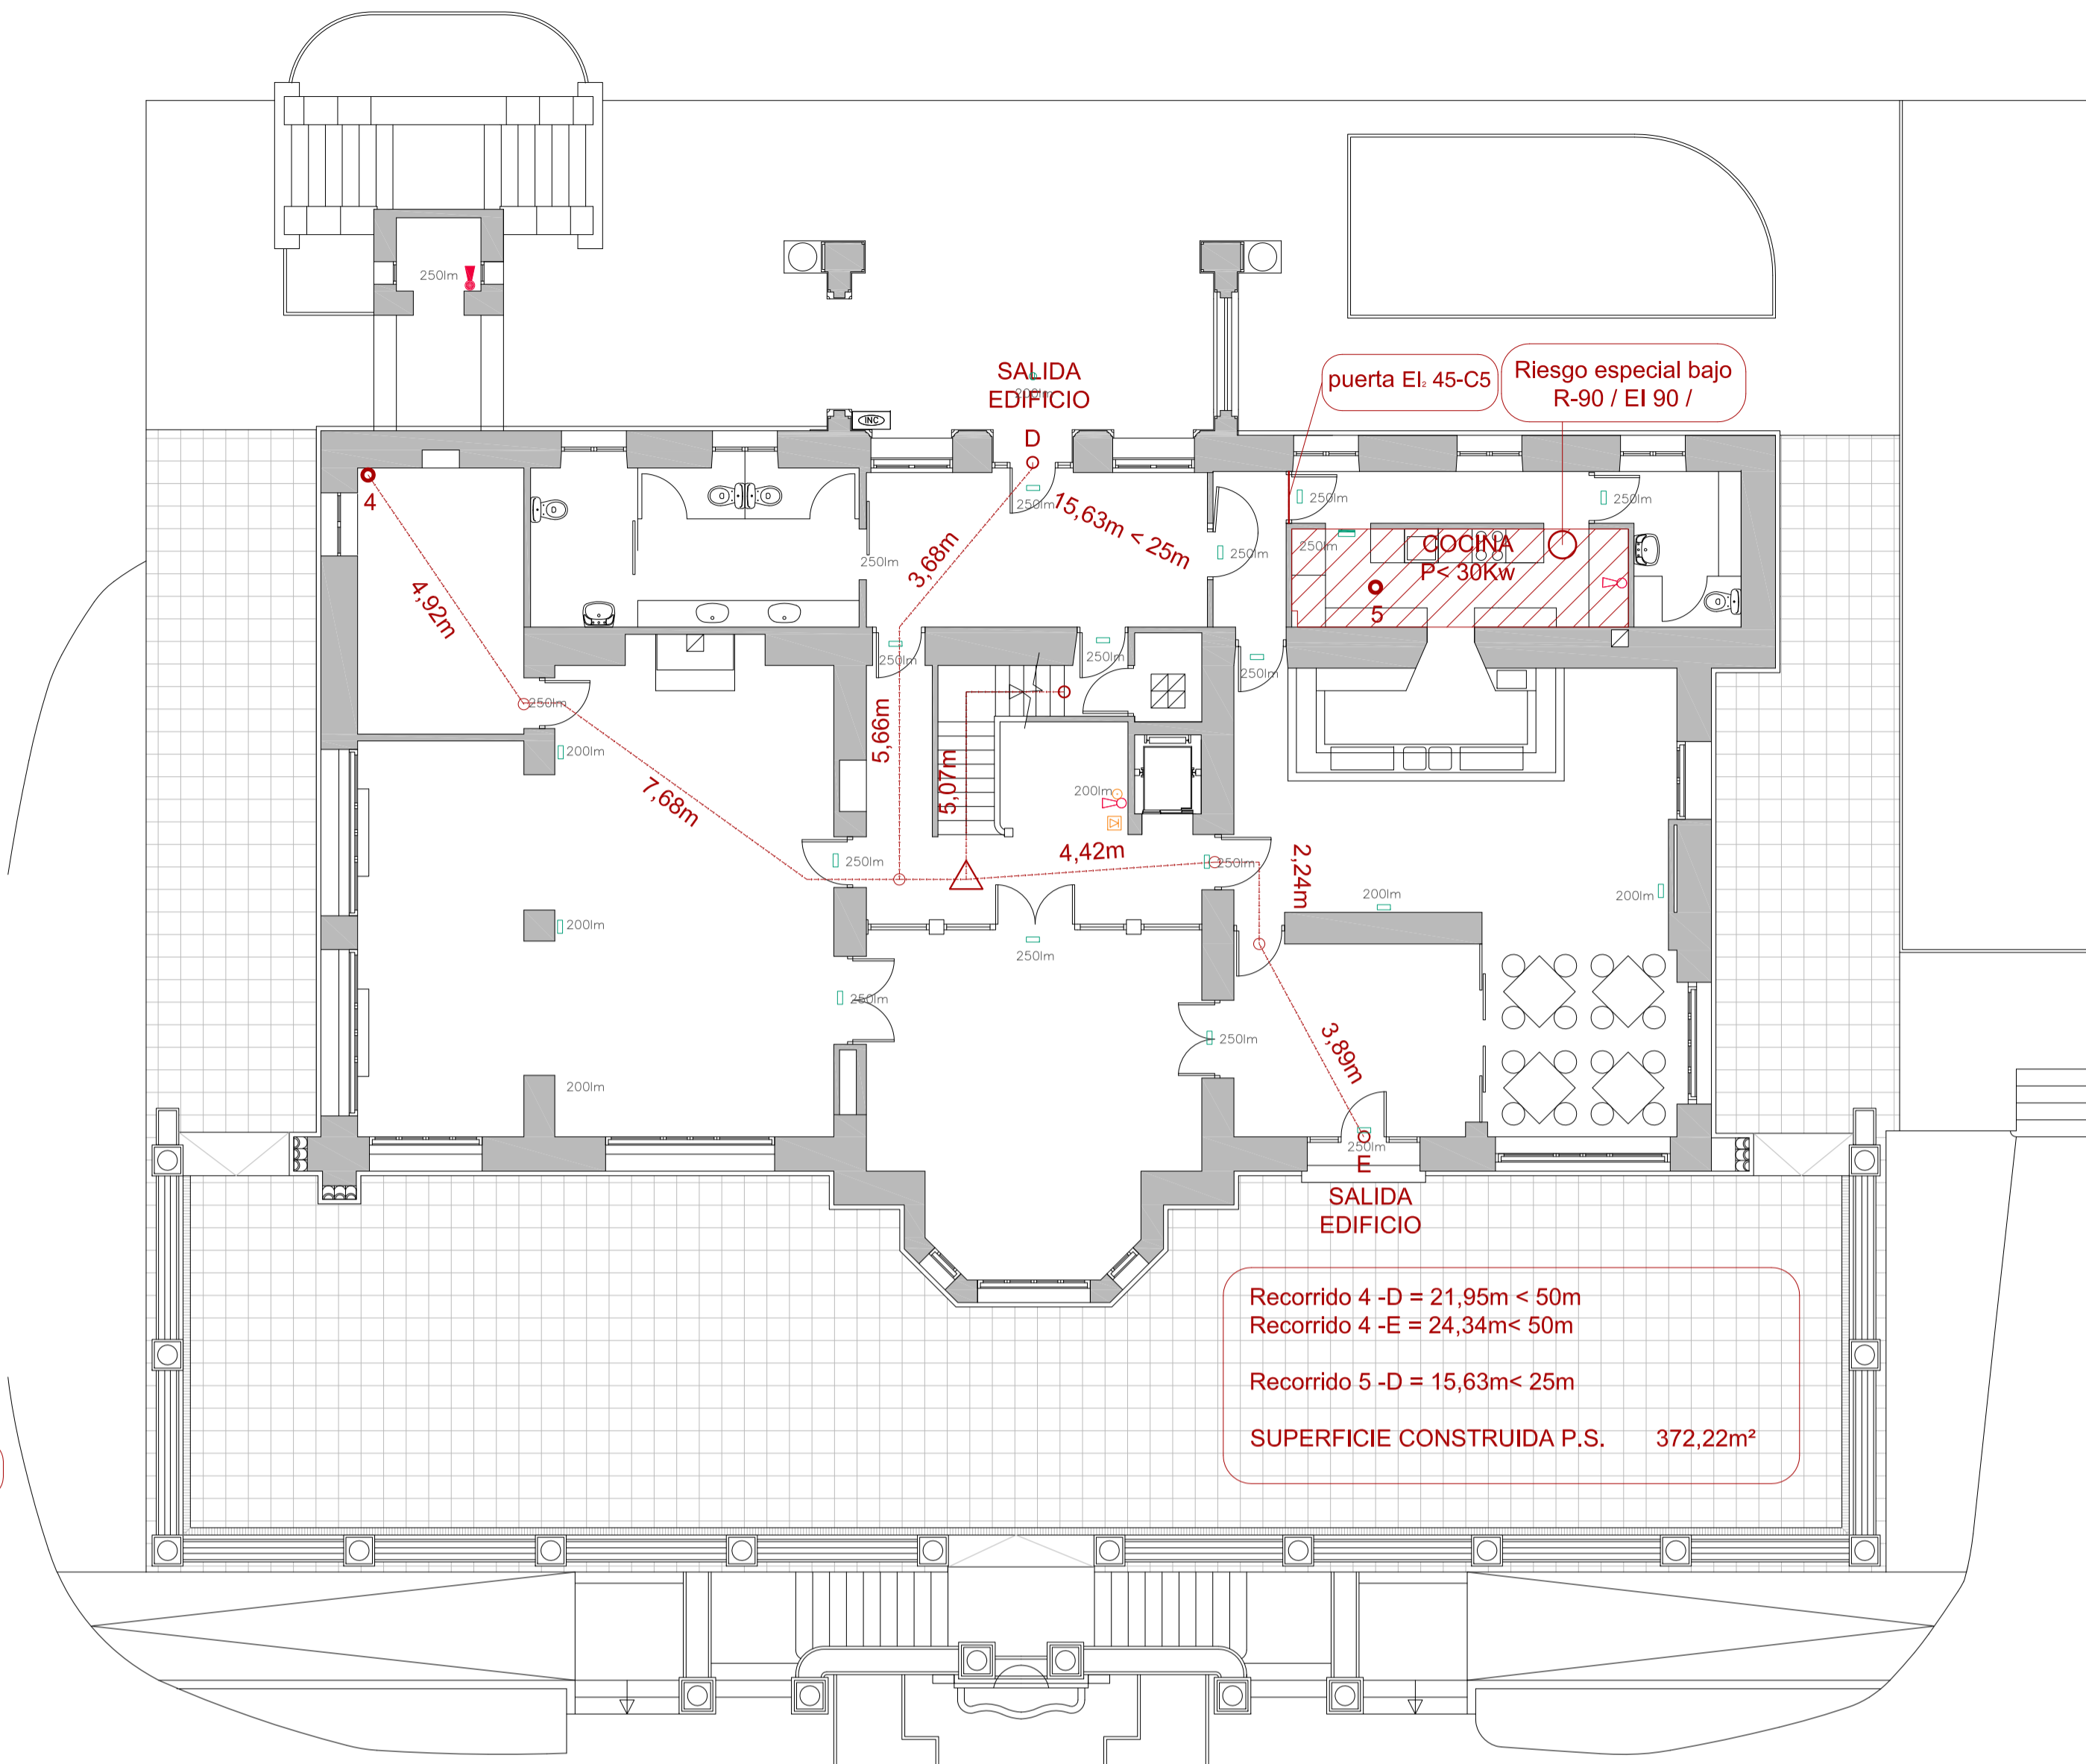 250lm
SALIDA
EDIFICIO
200lm
D
INC
puerta EI₂ 45-C5
Riesgo especial bajo
R-90 / EI 90 /
4
4,92m
250lm
3,68m
250lm
15,63m < 25m
250lm
250lm
250lm
250lm
COCINA
P< 30Kw
5
250lm
250lm
250lm
250lm
200lm
7,68m
5,66m
5,07m
200lm
250lm
4,42m
250lm
2,24m
200lm
200lm
200lm
250lm
250lm
250lm
3,89m
200lm
250lm
E
SALIDA
EDIFICIO
Recorrido 4 -D = 21,95m < 50m
Recorrido 4 -E = 24,34m< 50m
Recorrido 5 -D = 15,63m< 25m
SUPERFICIE CONSTRUIDA P.S. 372,22m²